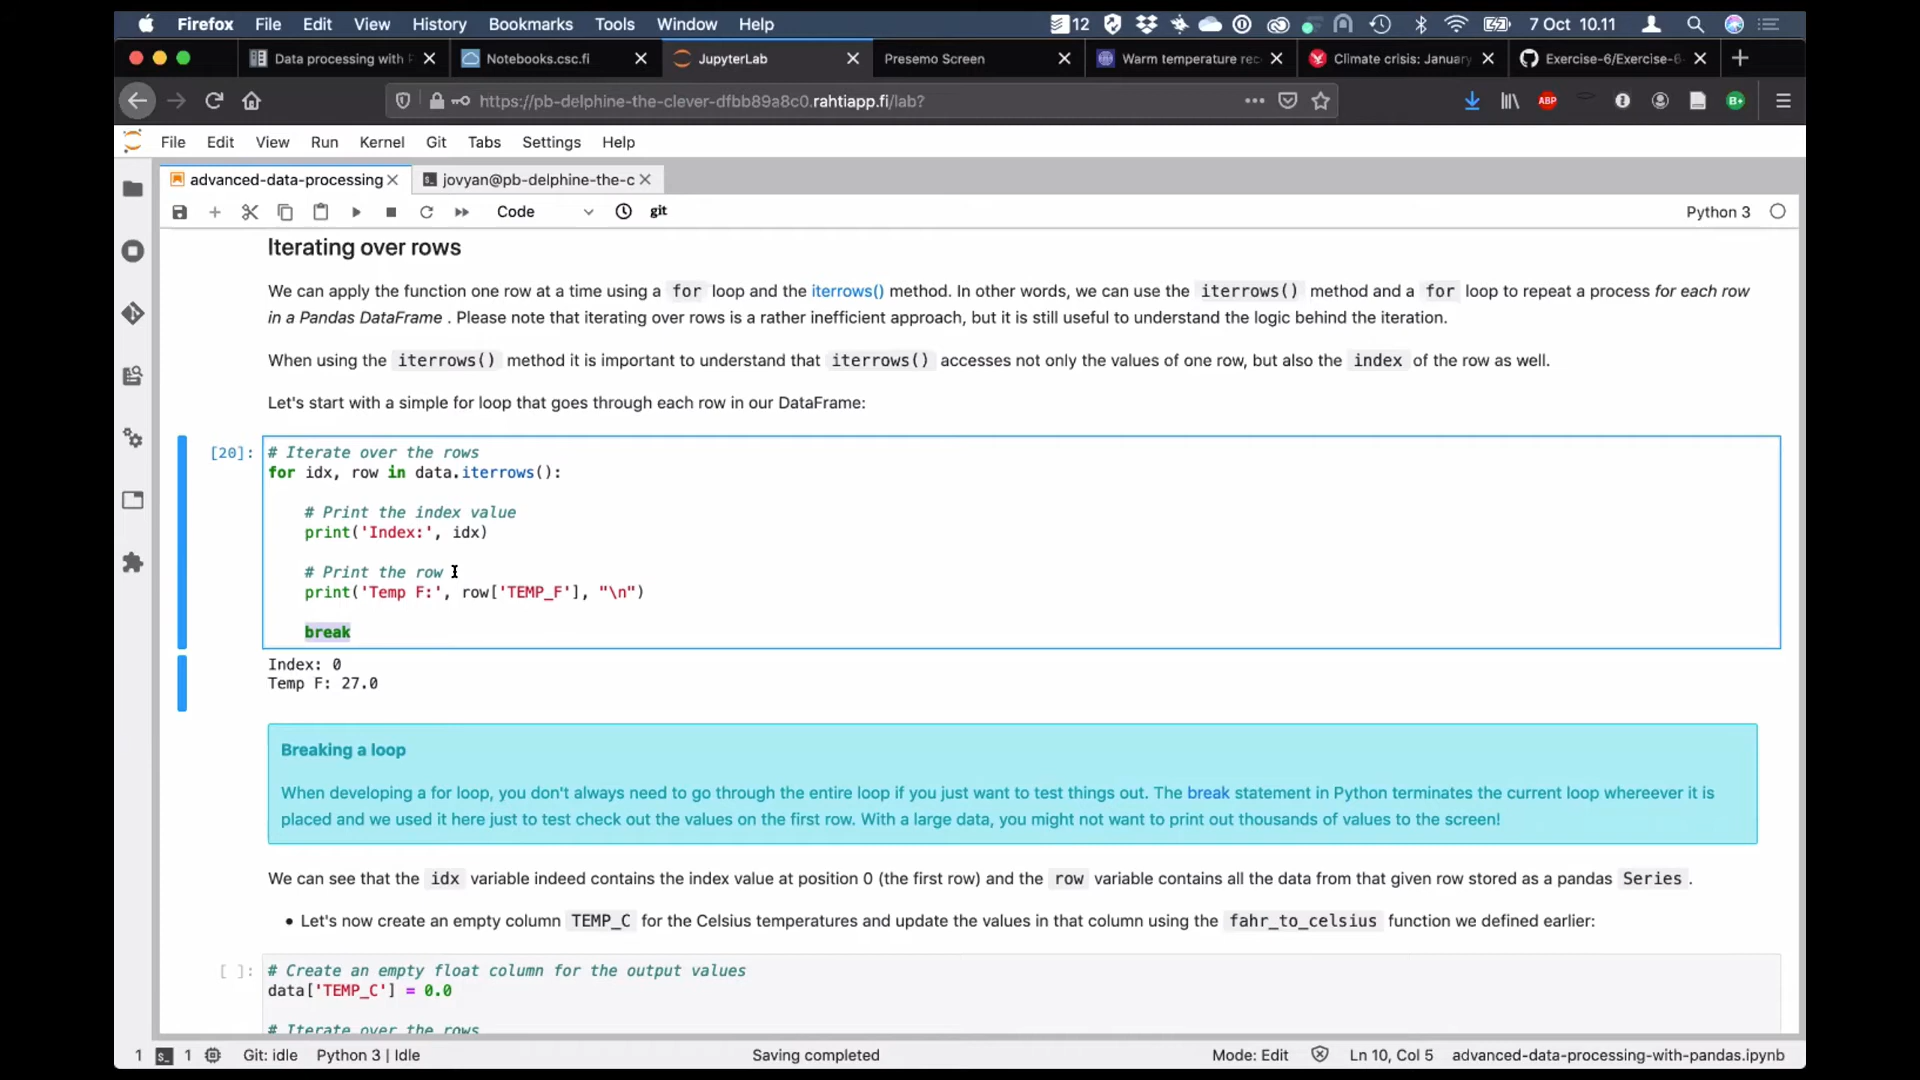 Firefox File Edit View History Bookmarks Tools Window Help 12 7 Oct 10.11
Data processing with P Notebooks.csc.fi JupyterLab Presemo Screen Warm temperature rec Climate crisis: January Exercise-6/Exercise-6-
https://pb-delphine-the-clever-dfbb89a8c0.rahtiapp.fi/lab? ABP B+
File Edit View Run Kernel Git Tabs Settings Help
advanced-data-processing jovyan@pb-delphine-the-c
Code git Python 3
Iterating over rows
We can apply the function one row at a time using a for loop and the iterrows() method. In other words, we can use the iterrows() method and a for loop to repeat a process for each row
in a Pandas DataFrame . Please note that iterating over rows is a rather inefficient approach, but it is still useful to understand the logic behind the iteration.
When using the iterrows() method it is important to understand that iterrows() accesses not only the values of one row, but also the index of the row as well.
Let's start with a simple for loop that goes through each row in our DataFrame:
[20]: # Iterate over the rows
for idx, row in data.iterrows():
# Print the index value
print('Index:', idx)
# Print the row
print('Temp F:', row['TEMP_F'], "\n")
break
Index: 0
Temp F: 27.0
Breaking a loop
When developing a for loop, you don't always need to go through the entire loop if you just want to test things out. The break statement in Python terminates the current loop whereever it is
placed and we used it here just to test check out the values on the first row. With a large data, you might not want to print out thousands of values to the screen!
We can see that the idx variable indeed contains the index value at position 0 (the first row) and the row variable contains all the data from that given row stored as a pandas Series .
• Let's now create an empty column TEMP_C for the Celsius temperatures and update the values in that column using the fahr_to_celsius function we defined earlier:
[ ]: # Create an empty float column for the output values
data['TEMP_C'] = 0.0
# Iterate over the rows
1 1 Git: idle Python 3 | Idle Saving completed Mode: Edit Ln 10, Col 5 advanced-data-processing-with-pandas.ipynb